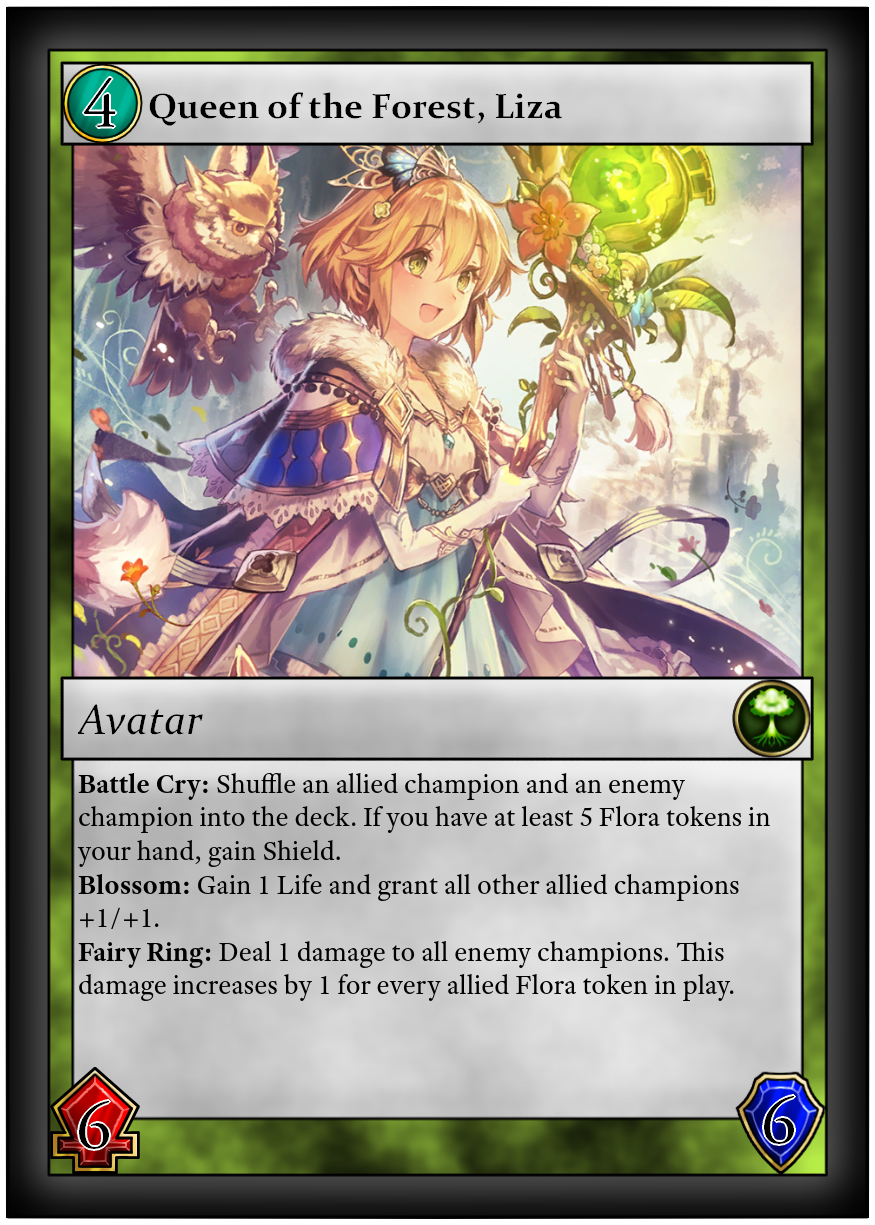 4
Queen of the Forest, Liza
Avatar
Battle Cry: Shuffle an allied champion and an enemy
champion into the deck. If you have at least 5 Flora tokens in
your hand, gain Shield.
Blossom: Gain 1 Life and grant all other allied champions
+1/+1.
Fairy Ring: Deal 1 damage to all enemy champions. This
damage increases by 1 for every allied Flora token in play.
6
6